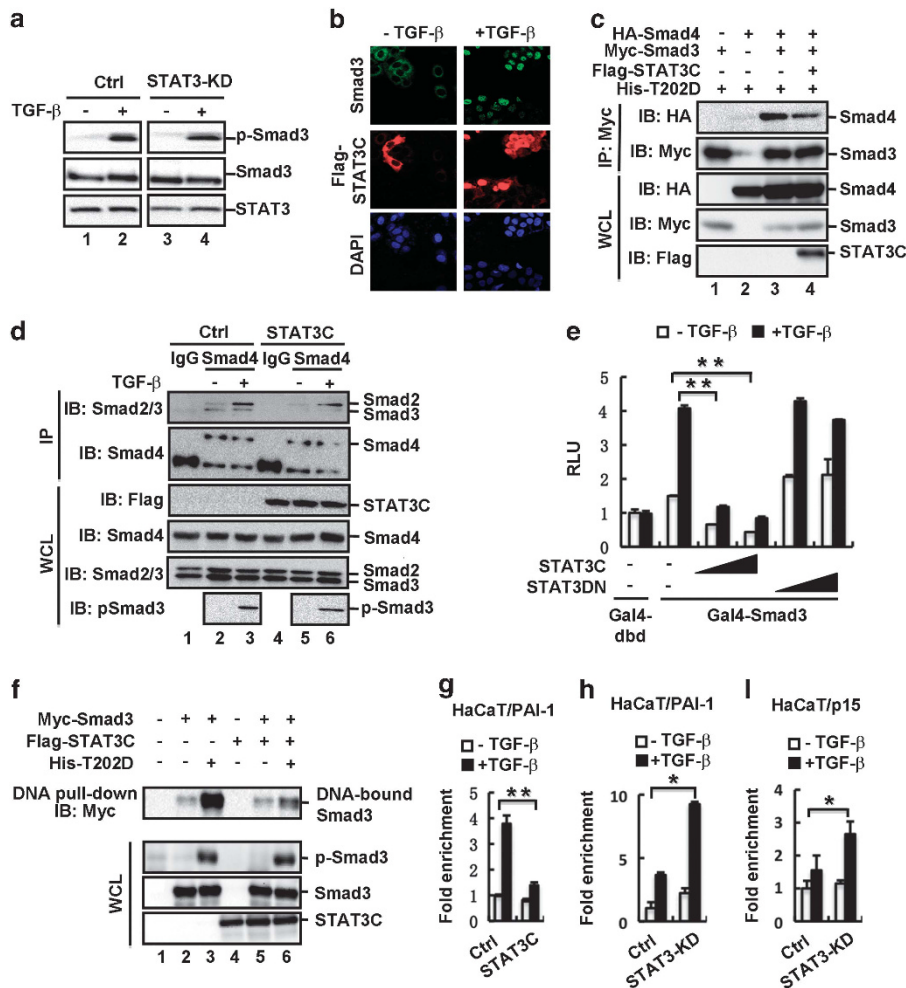 a
Ctrl STAT3-KD
TGF-β - + - +
p-Smad3
Smad3
STAT3
1 2 3 4
b
- TGF-β +TGF-β
Smad3
Flag-STAT3C
DAPI
c
HA-Smad4 - + + +
Myc-Smad3 + - + +
Flag-STAT3C - - - +
His-T202D + + + +
IP: Myc
IB: HA Smad4
IB: Myc Smad3
WCL
IB: HA Smad4
IB: Myc Smad3
IB: Flag STAT3C
1 2 3 4
d
Ctrl STAT3C
IgG Smad4 IgG Smad4
TGF-β - + - +
IP
IB: Smad2/3 Smad2
Smad3
IB: Smad4 Smad4
WCL
IB: Flag STAT3C
IB: Smad4 Smad4
IB: Smad2/3 Smad2
Smad3
IB: pSmad3 p-Smad3
1 2 3 4 5 6
e
- TGF-β +TGF-β
**
**
RLU
5
4
3
2
1
0
STAT3C - -
STAT3DN - -
Gal4-dbd Gal4-Smad3
f
Myc-Smad3 - + + - + +
Flag-STAT3C - - - + + +
His-T202D - - + - - +
DNA pull-down
IB: Myc
DNA-bound
Smad3
WCL
p-Smad3
Smad3
STAT3C
1 2 3 4 5 6
g
HaCaT/PAI-1
- TGF-β
+TGF-β
**
Fold enrichment
5
4
3
2
1
0
Ctrl
STAT3C
h
HaCaT/PAI-1
- TGF-β
+TGF-β
*
Fold enrichment
10
5
0
Ctrl
STAT3-KD
I
HaCaT/p15
- TGF-β
+TGF-β
*
Fold enrichment
4
3
2
1
0
Ctrl
STAT3-KD